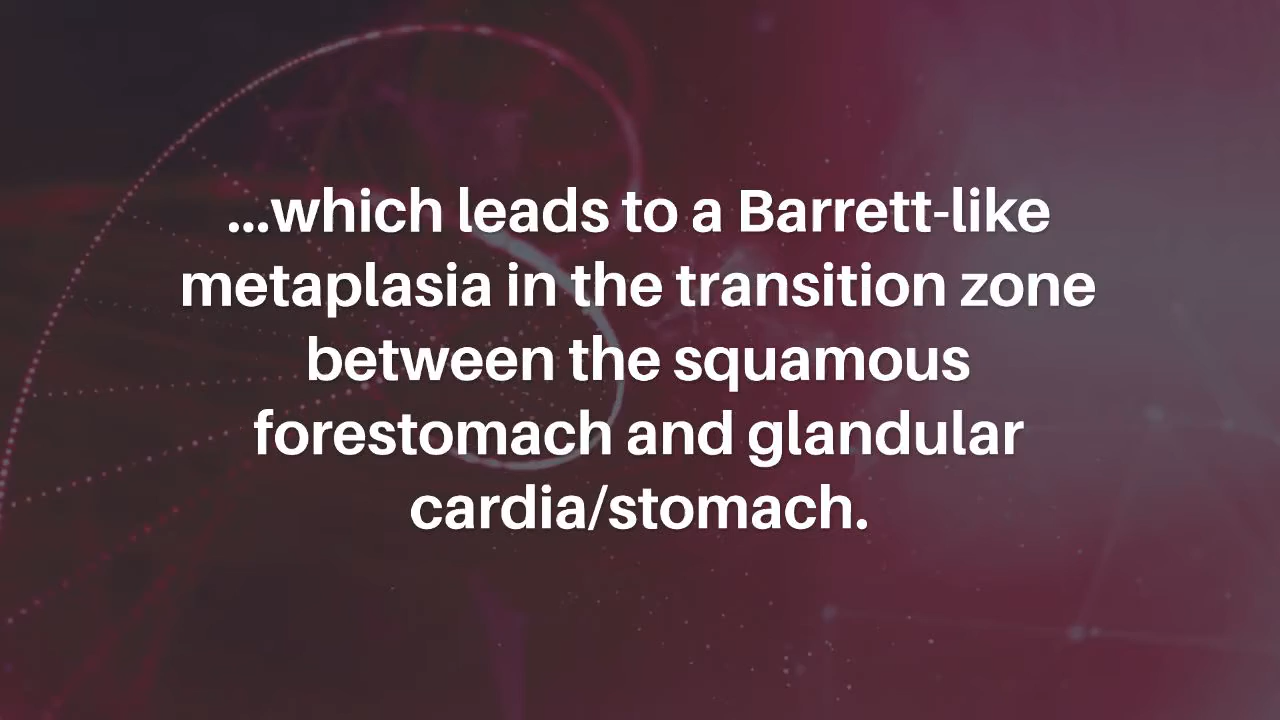 ...which leads to a Barrett-like
metaplasia in the transition zone
between the squamous
forestomach and glandular
cardia/stomach.